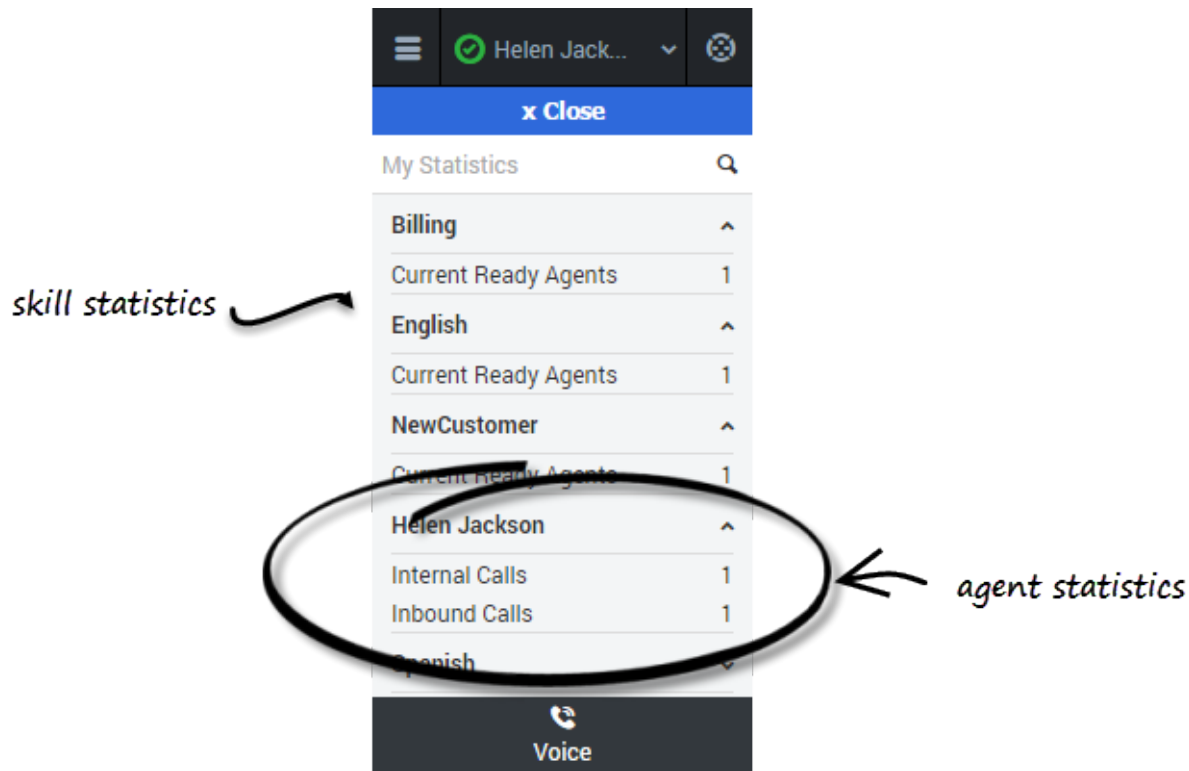 Helen Jack...
x Close
My Statistics
Billing
Current Ready Agents 1
skill statistics
English
Current Ready Agents 1
NewCustomer
Current Ready Agents 1
Helen Jackson
Internal Calls 1
agent statistics
Inbound Calls 1
Spanish
Voice